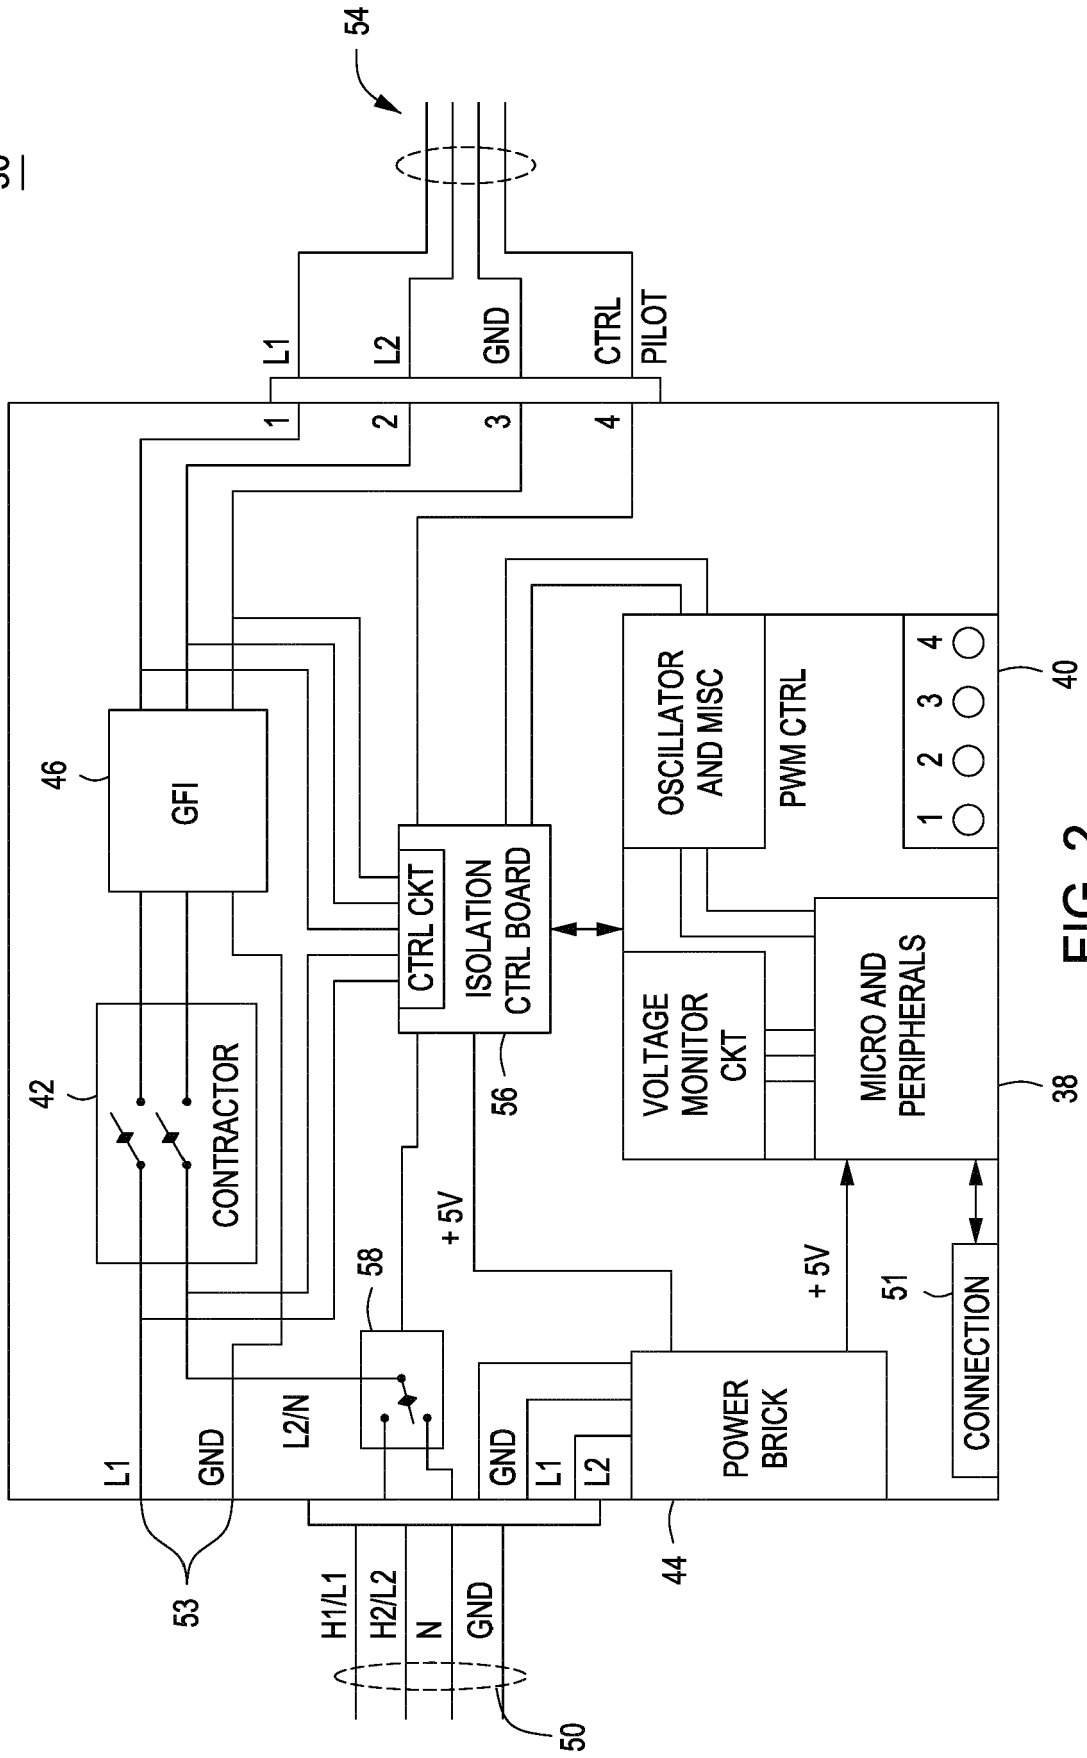 54
L1
L2
GND
CTRL
PILOT
1
2
3
4
46
GFI
42
CONTRACTOR
CTRL CKT
ISOLATION
CTRL BOARD
56
OSCILLATOR
AND MISC
PWM CTRL
1 2 3 4
40
VOLTAGE
MONITOR
CKT
MICRO AND
PERIPHERALS
38
+ 5V
+ 5V
58
L2/N
L1
GND
53
GND
L1
L2
POWER
BRICK
44
51
CONNECTION
H1/L1
H2/L2
N
GND
50
FIG. 2